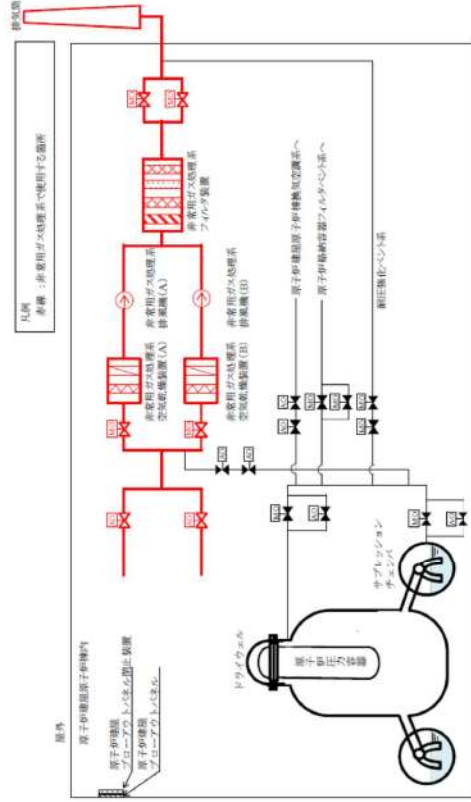 屋外
原子炉建屋原子炉棟内
原子炉建屋
ブローアウトパネル閉止装置
原子炉建屋
ブローアウトパネル
凡例
赤線：非常用ガス処理系で使用する箇所
排気筒
AO
AO
MO
MO
非常用ガス処理系
空気乾燥装置(A)
非常用ガス処理系
空気乾燥装置(B)
非常用ガス処理系
排風機(A)
非常用ガス処理系
排風機(B)
非常用ガス処理系
フィルタ装置
MO
MO
AO
AO
原子炉建屋原子炉棟換気空調系へ
原子炉格納容器フィルタベント系へ
耐圧強化ベント系
ドライウェル
原子炉圧力容器
サプレッション
チェンバ